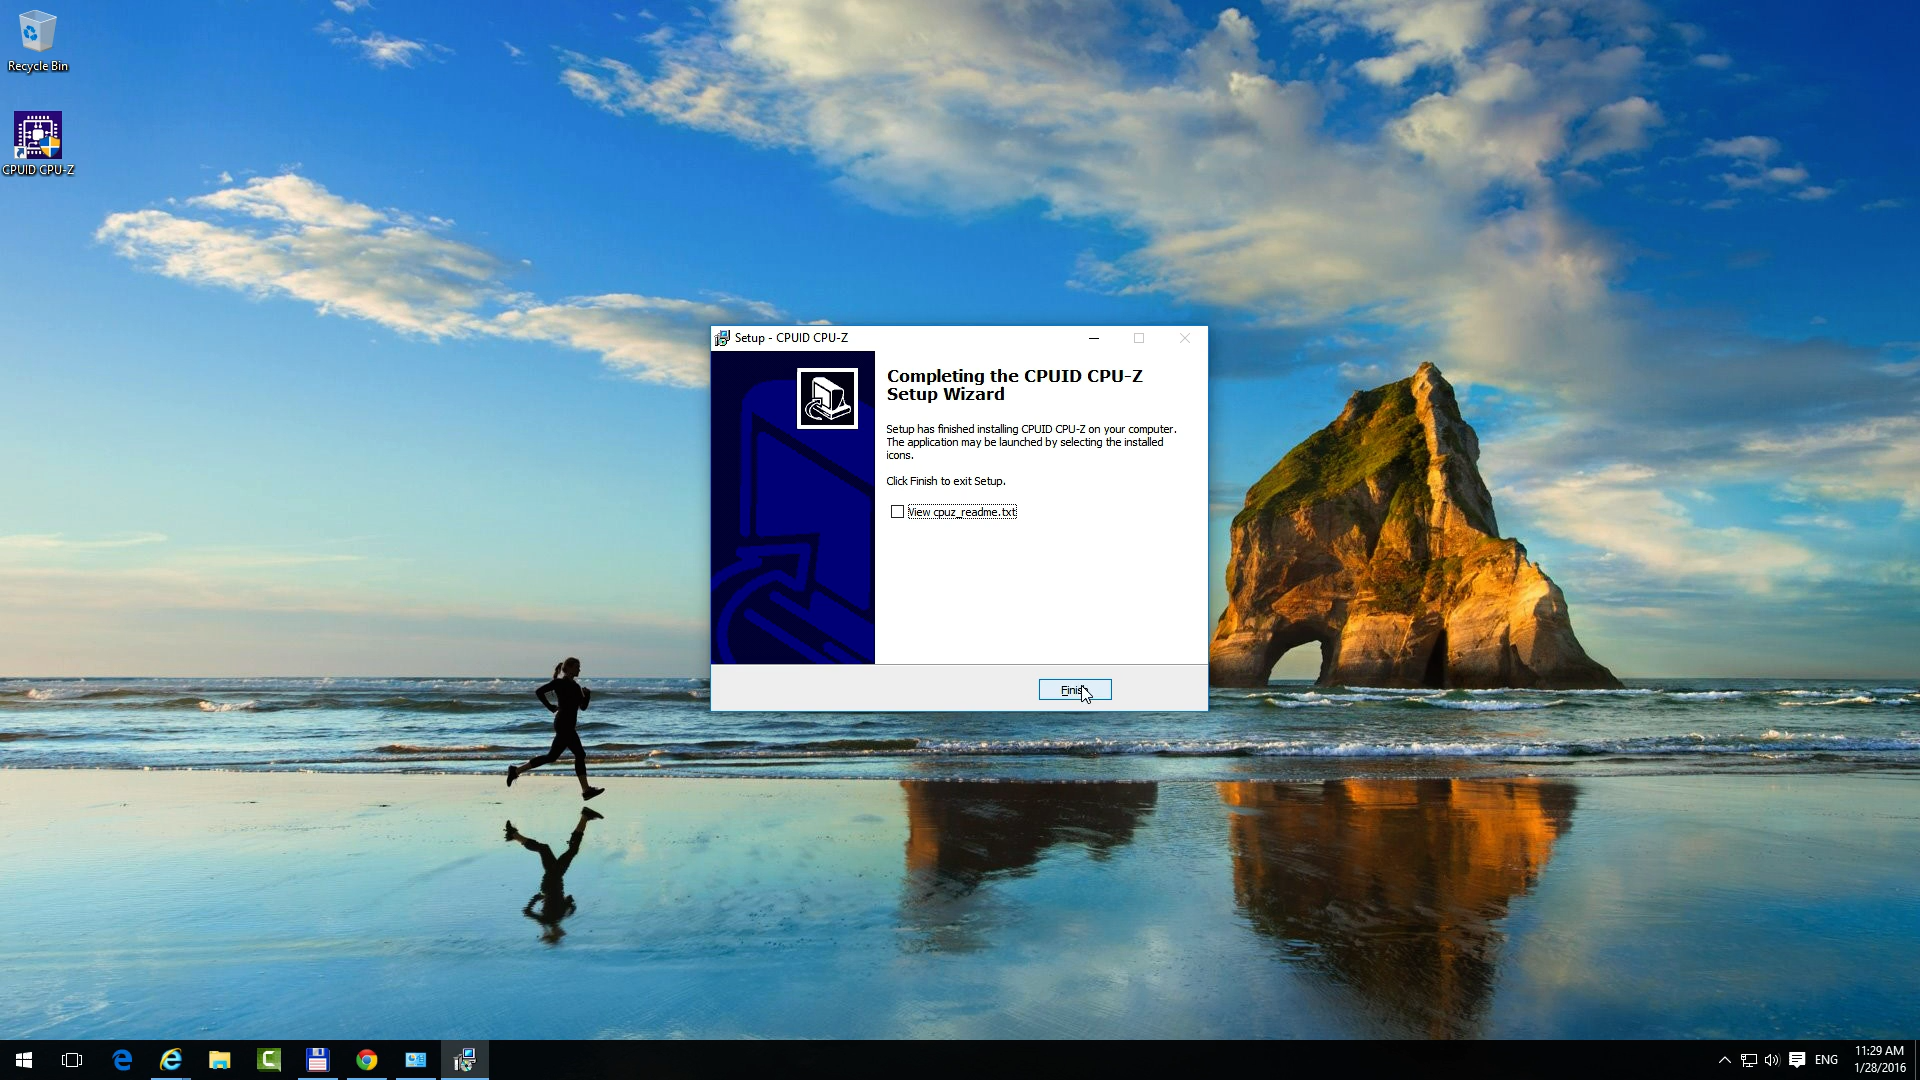 Recycle Bin
CPUID CPU-Z
Setup - CPUID CPU-Z
Completing the CPUID CPU-Z
Setup Wizard
Setup has finished installing CPUID CPU-Z on your computer.
The application may be launched by selecting the installed
icons.
Click Finish to exit Setup.
View cpuz_readme.txt
Finish
ENG
11:29 AM
1/28/2016